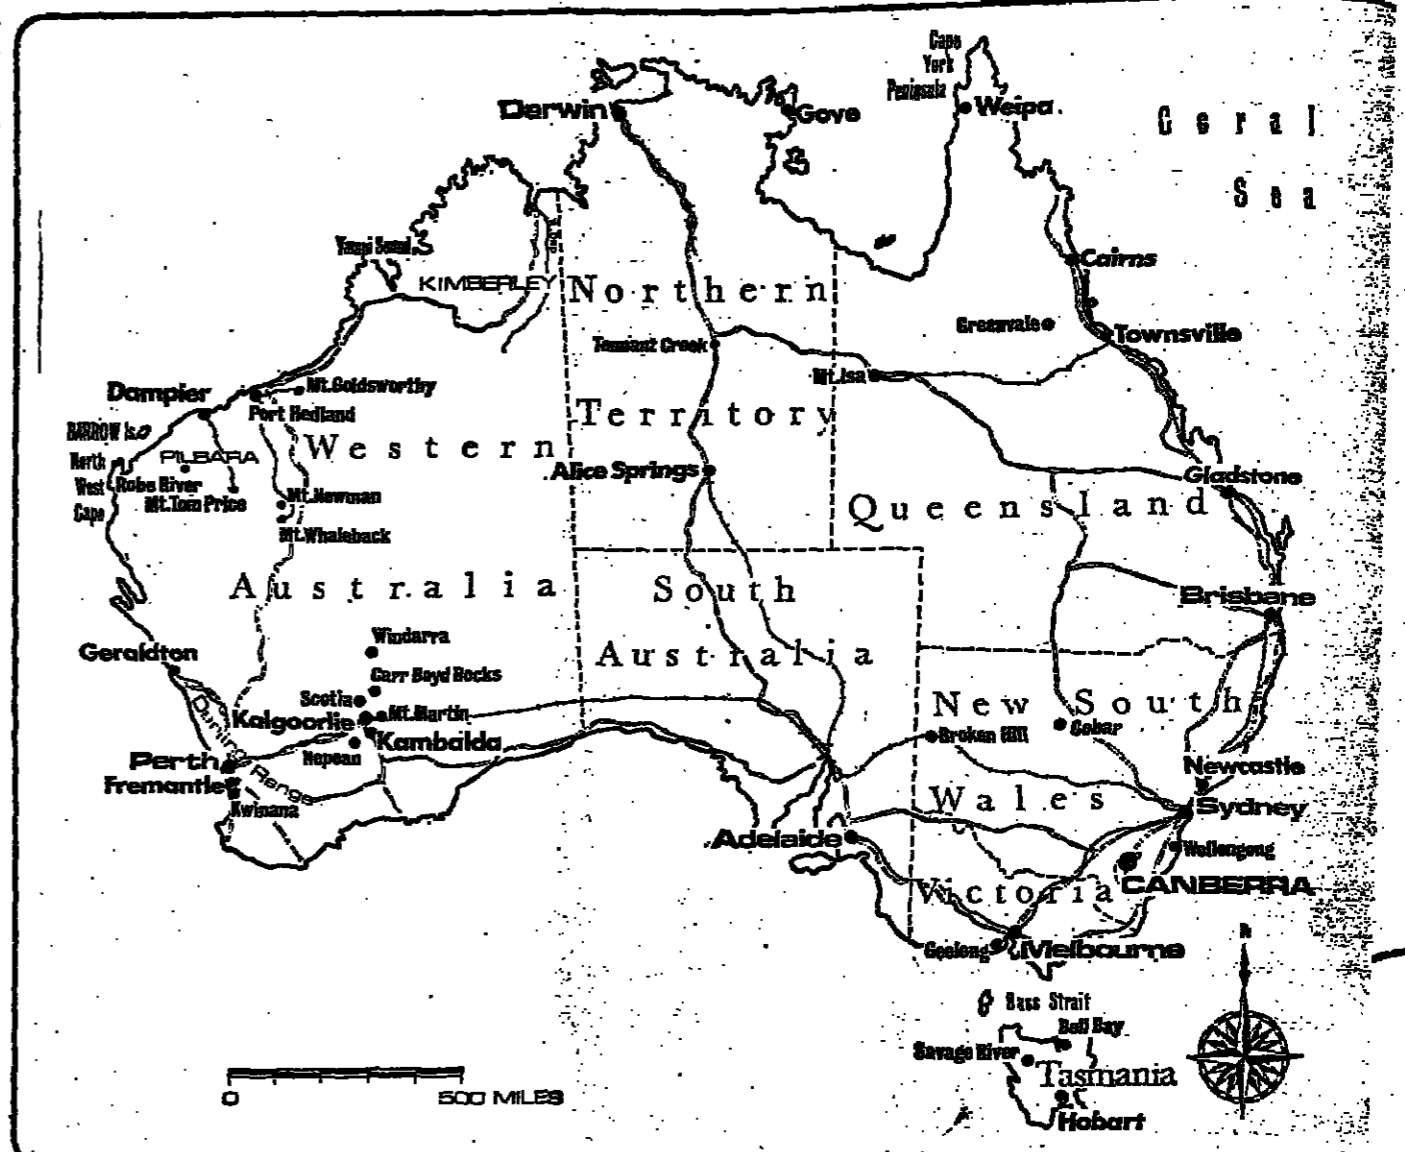 Cape
York
Peninsula
Darwin
Gove
Weipa
C e r a l
S e a
Yampi Sound
Ord R.
KIMBERLEY
Northern
Cairns
Greenvale
Townsville
Tennant Creek
Mt.Isa
Dampier
Mt.Goldsworthy
Port Hedland
Territory
BARROW Is.
Western
North
West
Cape
PILBARA
Alice Springs
Robe River
Mt.Tom Price
Mt.Newman
Gladstone
Queensland
Mt.Whaleback
Australia
South
Brisbane
Windarra
Geraldton
Australia
Carr Boyd Rocks
Scotia
New South
Darling
Range
Kalgoorlie
Mt.Martin
Cobar
Broken Hill
Kambalda
Nepean
Perth
Newcastle
Fremantle
Wales
Sydney
Kwinana
Adelaide
Wollongong
CANBERRA
Victoria
Geelong
Melbourne
N
Bass Strait
Bell Bay
Savage River
Tasmania
Hobart
0 500 MILES